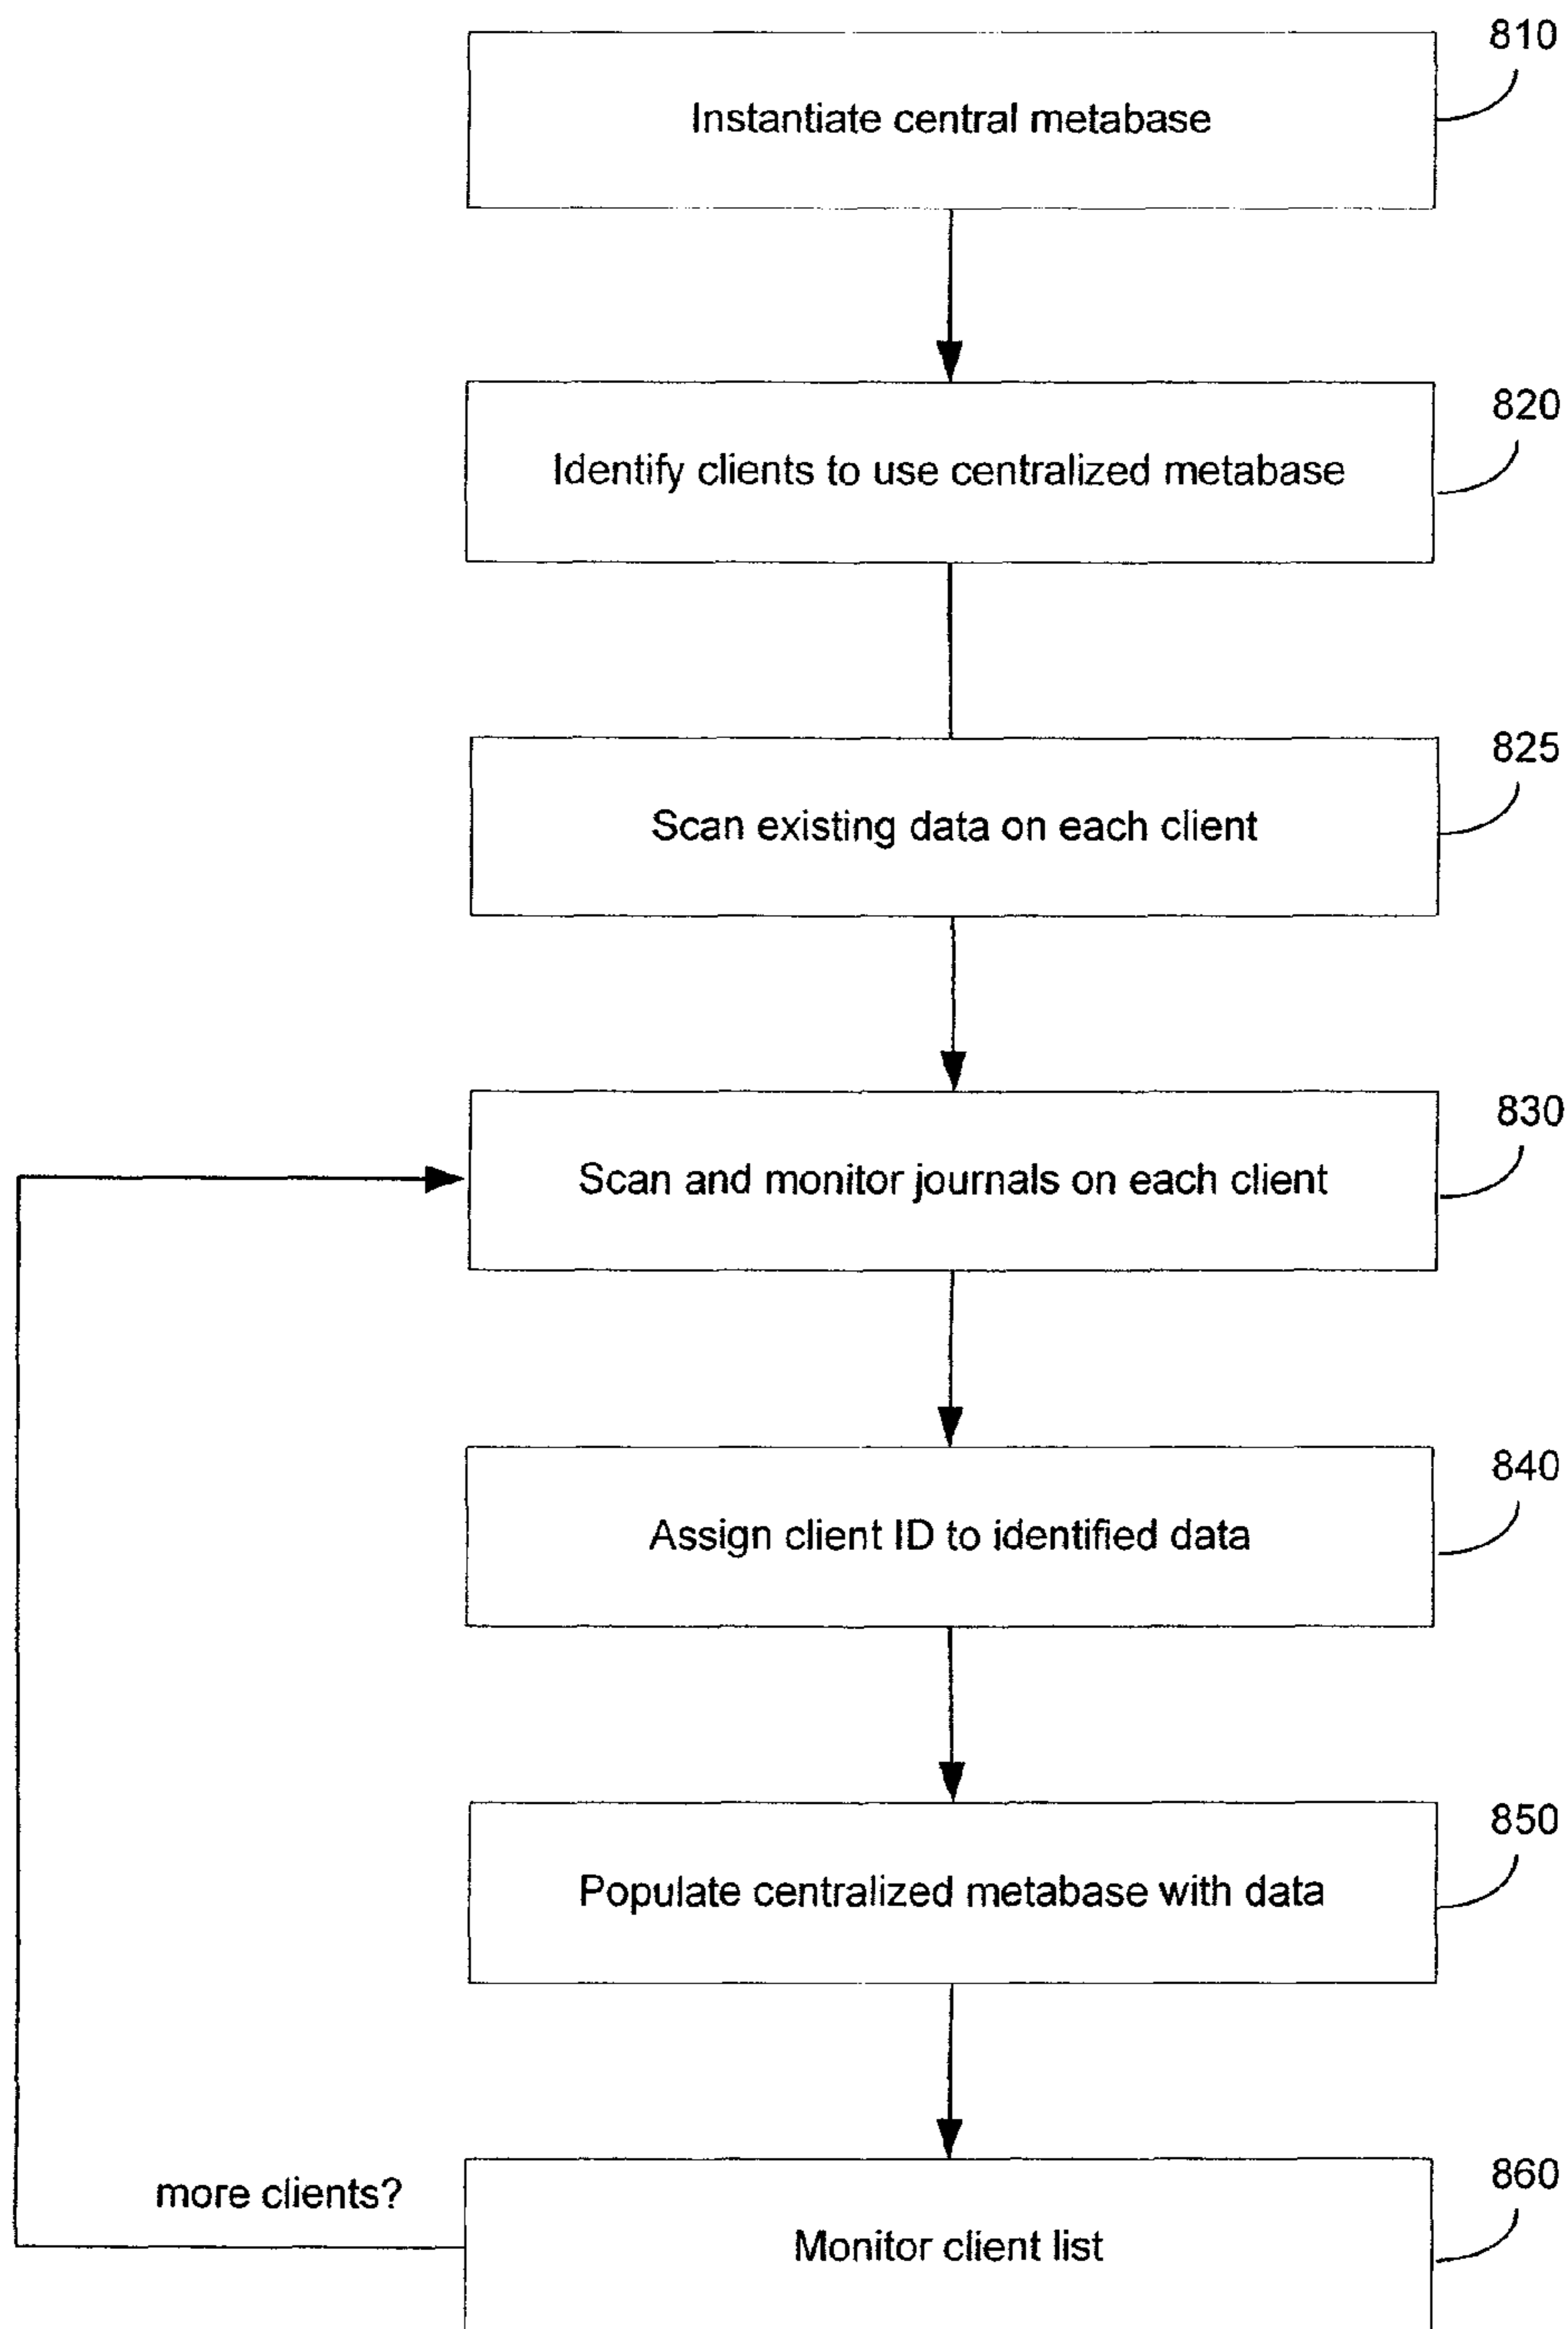 810
Instantiate central metabase
820
Identify clients to use centralized metabase
825
Scan existing data on each client
830
Scan and monitor journals on each client
840
Assign client ID to identified data
850
Populate centralized metabase with data
860
more clients?
Monitor client list